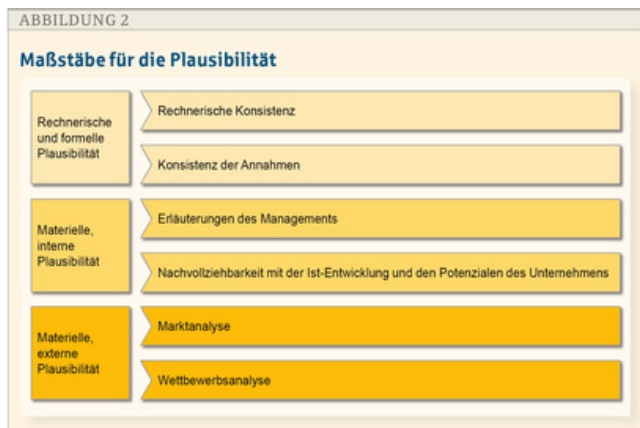 ABBILDUNG 2
Maßstäbe für die Plausibilität
Rechnerische
und formelle
Plausibilität
Rechnerische Konsistenz
Konsistenz der Annahmen
Materielle,
interne
Plausibilität
Erläuterungen des Managements
Nachvollziehbarkeit mit der Ist-Entwicklung und den Potenzialen des Unternehmens
Materielle,
externe
Plausibilität
Marktanalyse
Wettbewerbsanalyse